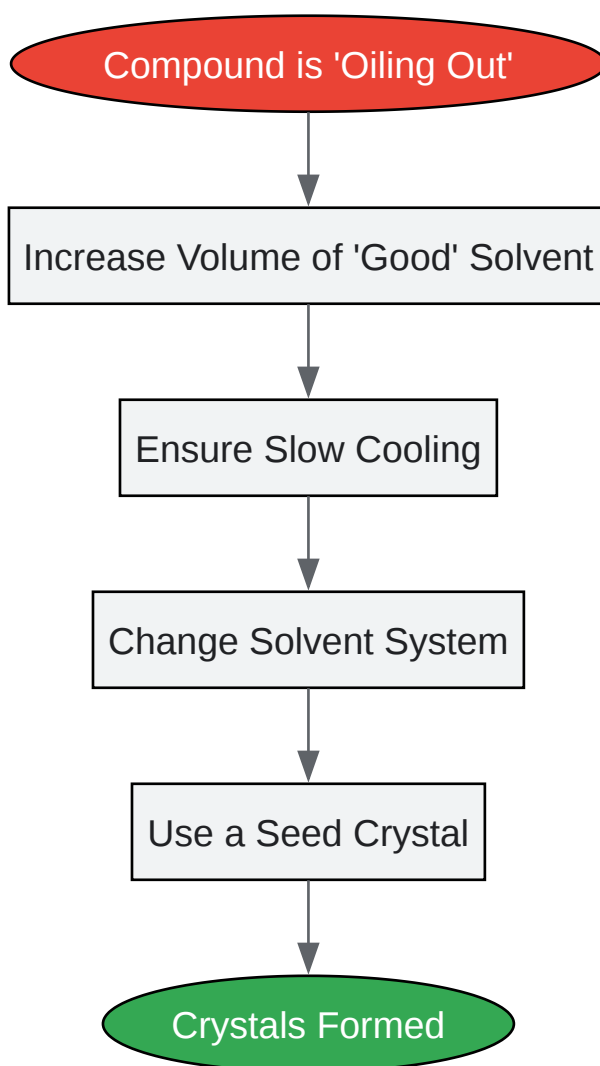 Compound is 'Oiling Out'
Increase Volume of 'Good' Solvent
Ensure Slow Cooling
Change Solvent System
Use a Seed Crystal
Crystals Formed